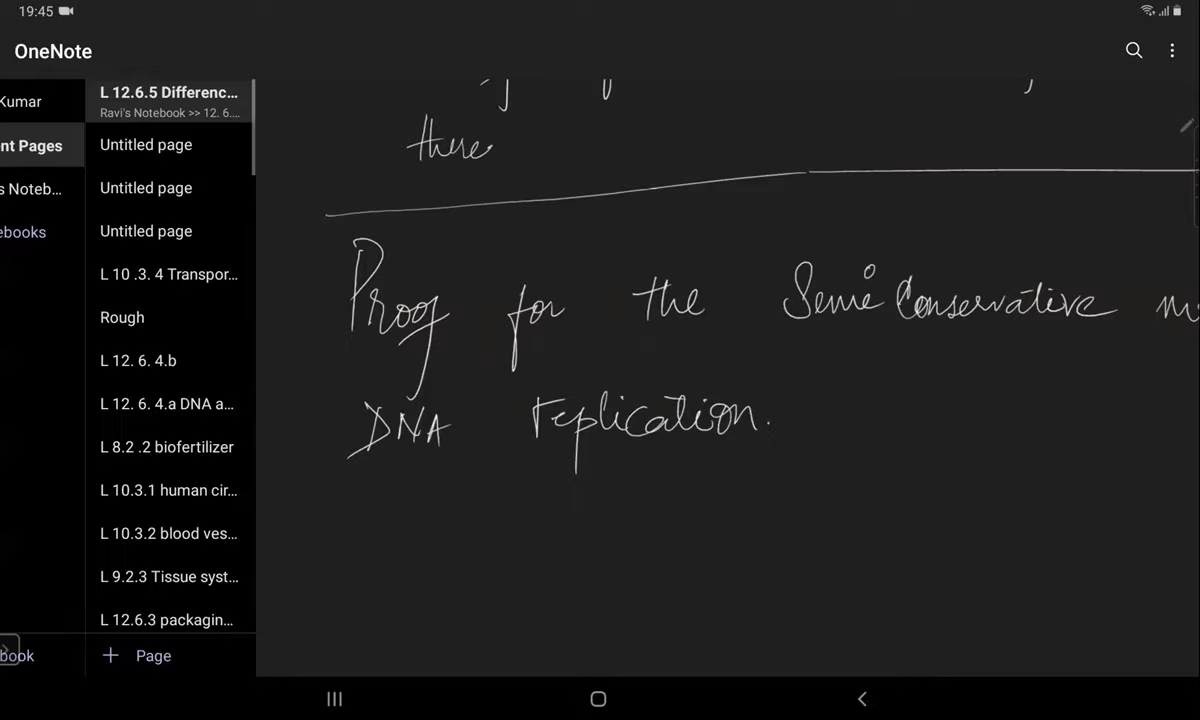 19:45
OneNote
Kumar
L 12.6.5 Differenc...
Ravi's Notebook >> 12. 6....
nt Pages
Untitled page
s Noteb...
Untitled page
ebooks
Untitled page
L 10 .3. 4 Transpor...
Rough
L 12. 6. 4.b
L 12. 6. 4.a DNA a...
L 8.2 .2 biofertilizer
L 10.3.1 human cir...
L 10.3.2 blood ves...
L 9.2.3 Tissue syst...
L 12.6.3 packagin...
book
+ Page
there
Proof for the Semi Conservative
DNA replication.